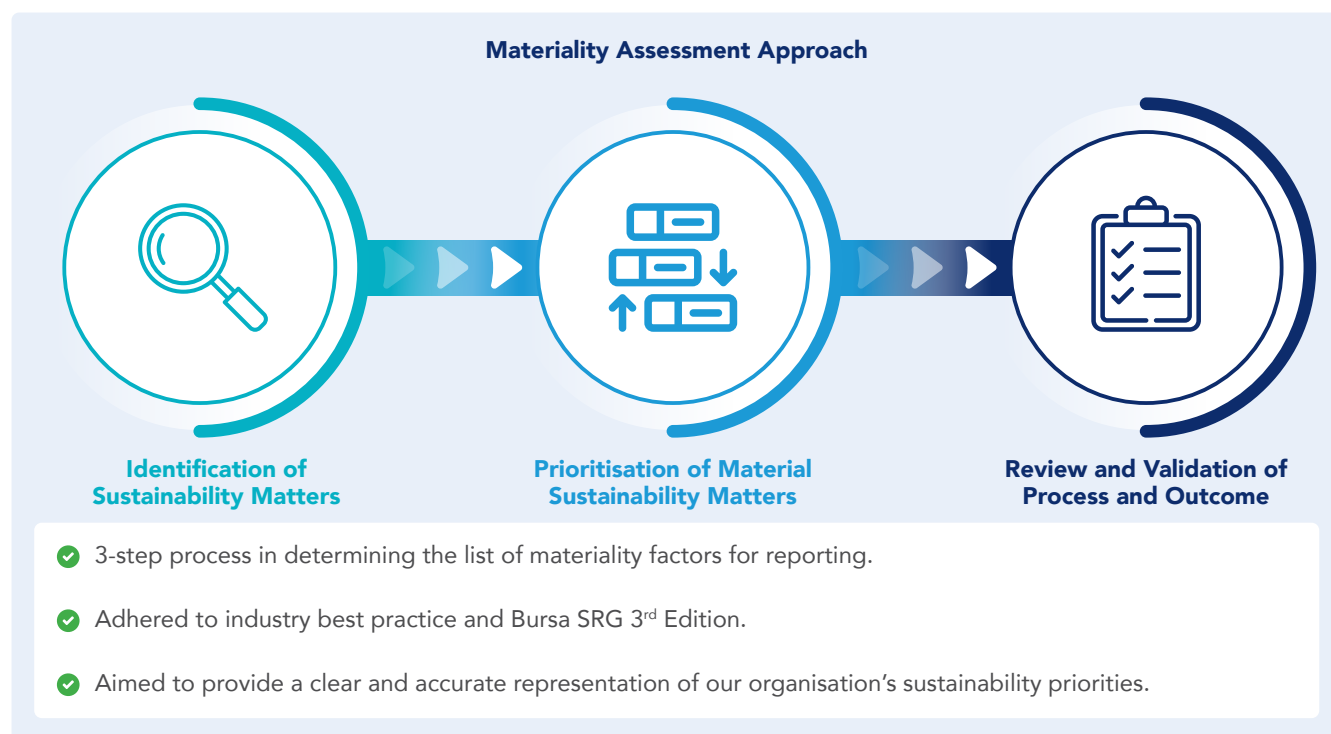 Materiality Assessment Approach
Identification of
Sustainability Matters
Prioritisation of Material
Sustainability Matters
Review and Validation of
Process and Outcome
3-step process in determining the list of materiality factors for reporting.
Adhered to industry best practice and Bursa SRG 3rd Edition.
Aimed to provide a clear and accurate representation of our organisation’s sustainability priorities.